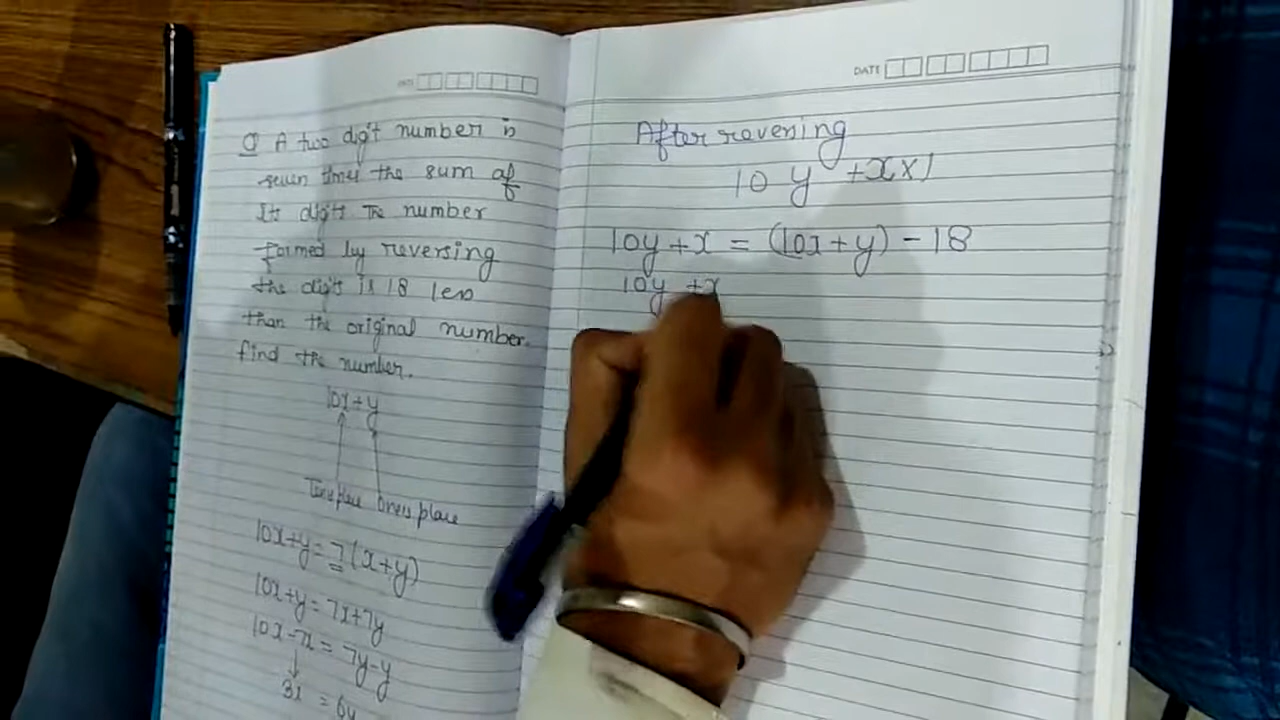 Q A two digit number is
seven times the sum of
Its digits The number
formed by reversing
the digit is 18 less
than the original number.
find the number.
10x+y
Tens place Ones place
10x+y = 7(x+y)
10x+y = 7x+7y
10x-7x = 7y-y
3x = 6y
DATE
After reversing
10 y + x x 1
10y + x = (10x+y) - 18
10y + x